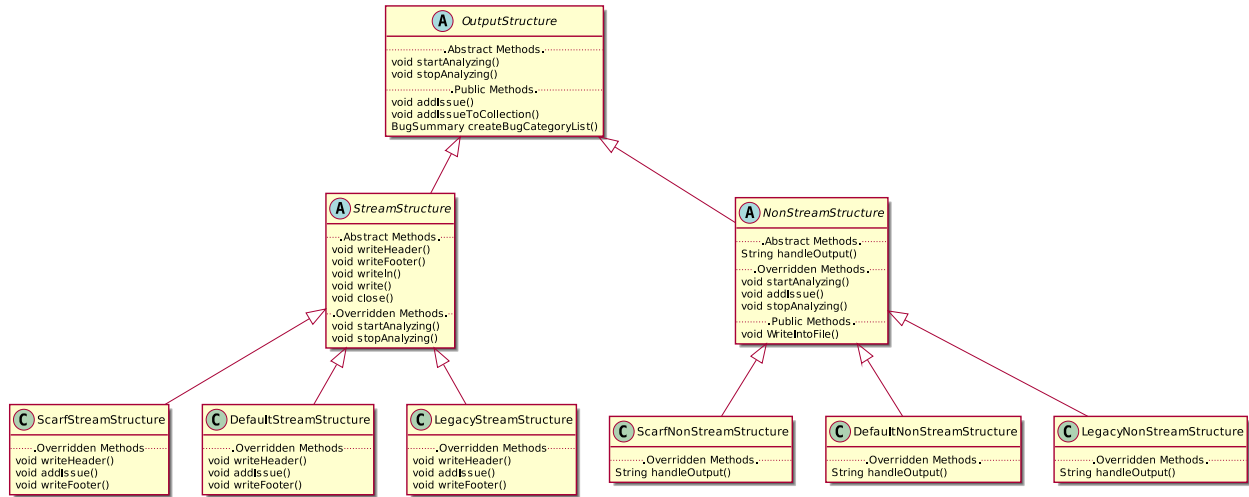 A OutputStructure
.Abstract Methods.
void startAnalyzing()
void stopAnalyzing()
.Public Methods.
void addIssue()
void addIssueToCollection()
BugSummary createBugCategoryList()
A StreamStructure
.Abstract Methods.
void writeHeader()
void writeFooter()
void writeln()
void write()
void close()
.Overridden Methods.
void startAnalyzing()
void stopAnalyzing()
A NonStreamStructure
.Abstract Methods.
String handleOutput()
.Overridden Methods.
void startAnalyzing()
void addIssue()
void stopAnalyzing()
.Public Methods.
void WriteIntoFile()
C ScarfStreamStructure
.Overridden Methods
void writeHeader()
void addIssue()
void writeFooter()
C DefaultStreamStructure
.Overridden Methods
void writeHeader()
void addIssue()
void writeFooter()
C LegacyStreamStructure
.Overridden Methods
void writeHeader()
void addIssue()
void writeFooter()
C ScarfNonStreamStructure
.Overridden Methods.
String handleOutput()
C DefaultNonStreamStructure
.Overridden Methods.
String handleOutput()
C LegacyNonStreamStructure
.Overridden Methods.
String handleOutput()